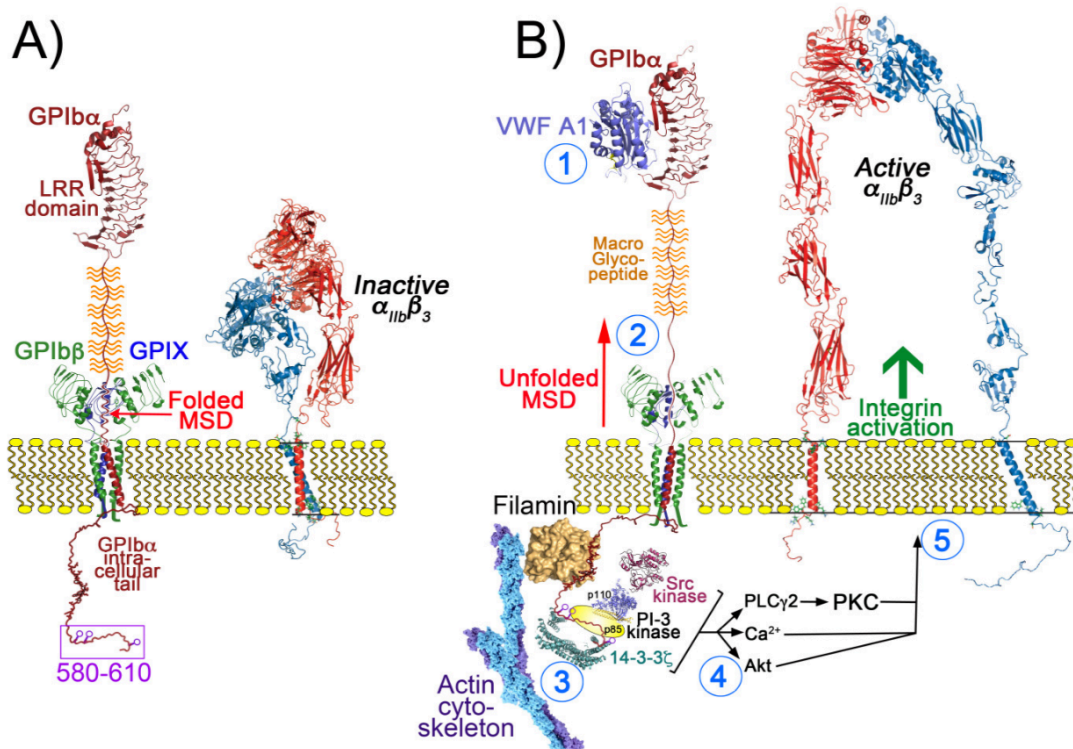 A)
GPIbα
LRR
domain
GPIbβ
GPIX
Folded
MSD
Inactive
αIIbβ3
GPIbα
intra-
cellular
tail
580-610
B)
GPIbα
VWF A1
1
Macro
Glyco-
peptide
2
Unfolded
MSD
Active
αIIbβ3
Integrin
activation
Filamin
Src
kinase
p110
p85
PI-3
kinase
14-3-3ζ
3
Actin
cyto-
skeleton
4
PLCγ2
PKC
Ca2+
Akt
5